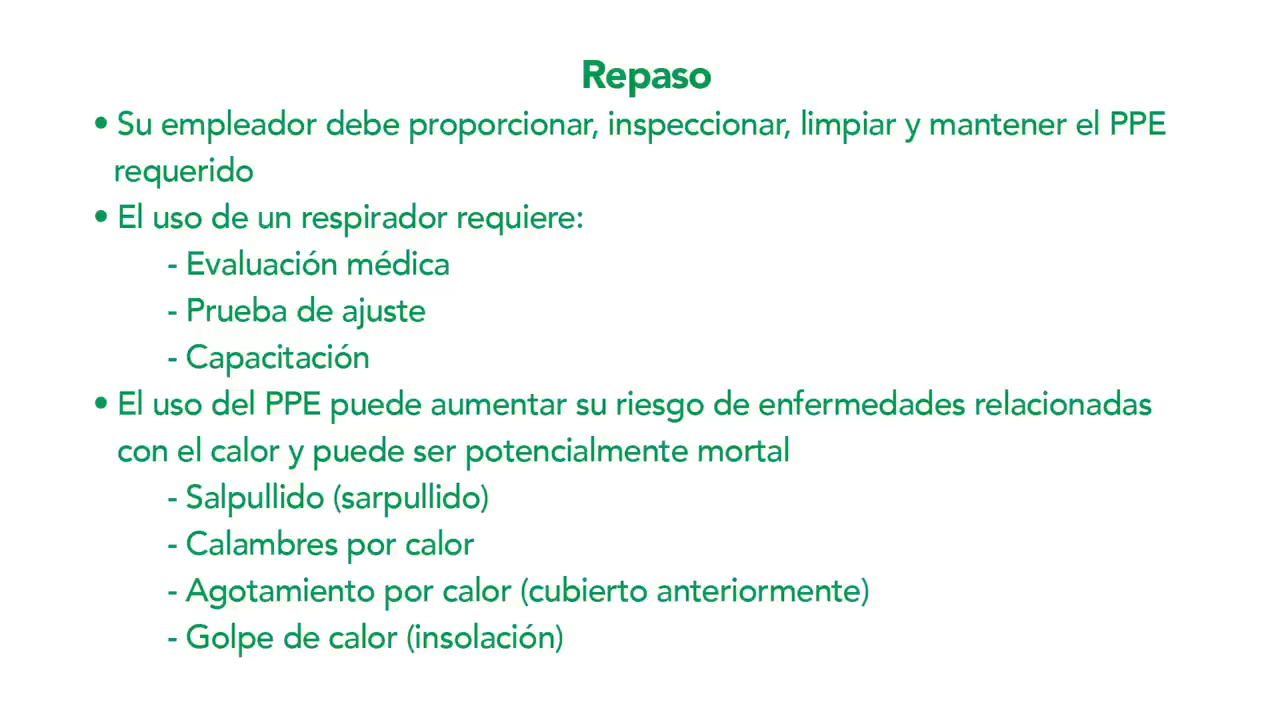 Repaso
• Su empleador debe proporcionar, inspeccionar, limpiar y mantener el PPE
requerido
• El uso de un respirador requiere:
- Evaluación médica
- Prueba de ajuste
- Capacitación
• El uso del PPE puede aumentar su riesgo de enfermedades relacionadas
con el calor y puede ser potencialmente mortal
- Salpullido (sarpullido)
- Calambres por calor
- Agotamiento por calor (cubierto anteriormente)
- Golpe de calor (insolación)